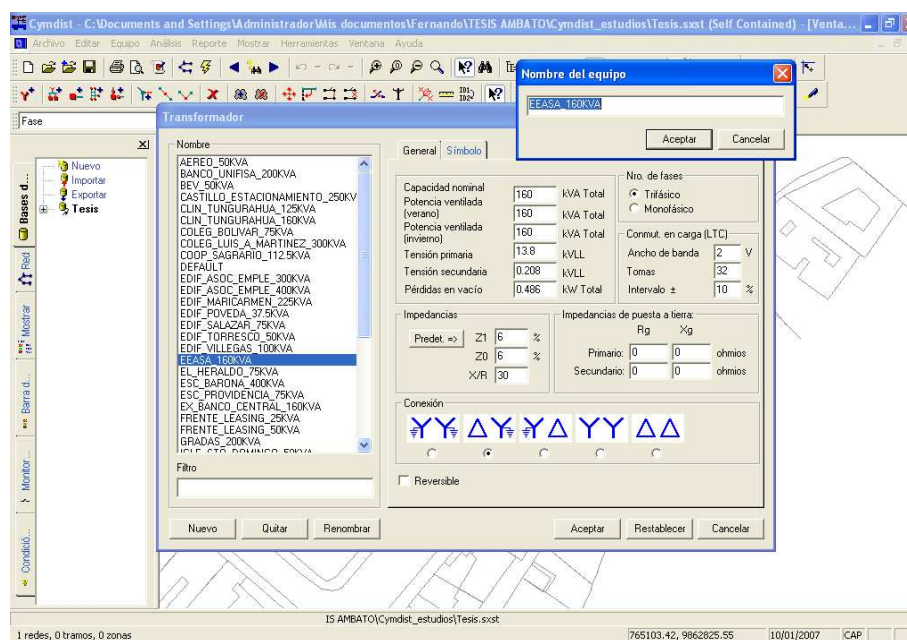 Cymdist - C:\Documents and Settings\Administrador\Mis documentos\Fernando\TESIS AMBATO\Cymdist_estudios\Tesis.sxst (Self Contained) - [Venta...
Archivo Editar Equipo Análisis Reporte Mostrar Herramientas Ventana Ayuda
Fase
Nombre del equipo
EEASA_160KVA
Aceptar Cancelar
Bases d...
Red
Mostrar
Barra d...
Monitor...
Condició...
Nuevo
Importar
Exportar
Tesis
Transformador
Nombre
AEREO_50KVA
BANCO_UNIFISA_200KVA
BEV_50KVA
CASTILLO_ESTACIONAMIENTO_250KV
CLIN_TUNGURAHUA_125KVA
CLIN_TUNGURAHUA_160KVA
COLEG_BOLIVAR_75KVA
COLEG_LUIS_A_MARTINEZ_300KVA
COOP_SAGRARIO_112.5KVA
DEFAULT
EDIF_ASOC_EMPLE_300KVA
EDIF_ASOC_EMPLE_400KVA
EDIF_MARICARMEN_225KVA
EDIF_POVEDA_37.5KVA
EDIF_SALAZAR_75KVA
EDIF_TORRESCO_50KVA
EDIF_VILLEGAS_100KVA
EEASA_160KVA
EL_HERALDO_75KVA
ESC_BARONA_400KVA
ESC_PROVIDENCIA_75KVA
EX_BANCO_CENTRAL_160KVA
FRENTE_LEASING_25KVA
FRENTE_LEASING_50KVA
GRADAS_200KVA
Filtro
Nuevo Quitar Renombrar
General Símbolo
Capacidad nominal 160 kVA Total
Potencia ventilada (verano) 160 kVA Total
Potencia ventilada (invierno) 160 kVA Total
Tensión primaria 13.8 kVLL
Tensión secundaria 0.208 kVLL
Pérdidas en vacío 0.486 kW Total
Nro. de fases
Trifásico
Monofásico
Conmut. en carga (LTC)
Ancho de banda 2 V
Tomas 32
Intervalo ± 10 %
Impedancias
Predet. => Z1 6 %
Z0 6 %
X/R 30
Impedancias de puesta a tierra:
Rg Xg
Primario: 0 0 ohmios
Secundario: 0 0 ohmios
Conexión
Reversible
Aceptar Restablecer Cancelar
IS AMBATO\Cymdist_estudios\Tesis.sxst
1 redes, 0 tramos, 0 zonas 765103.42, 9862825.55 10/01/2007 CAP